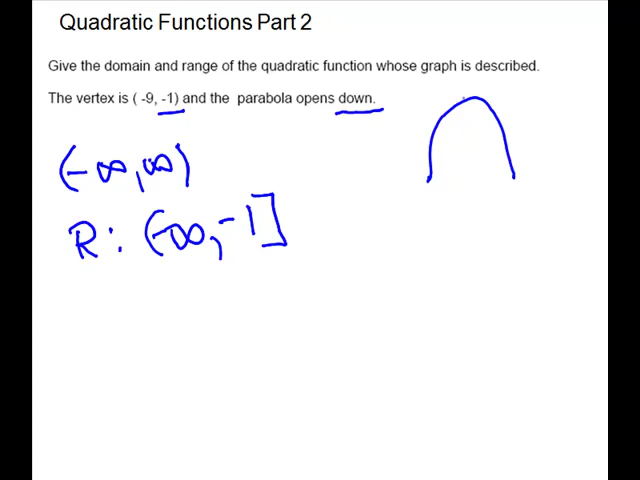 Quadratic Functions Part 2
Give the domain and range of the quadratic function whose graph is described.
The vertex is ( -9, -1) and the parabola opens down.
(-∞, ∞)
R: (-∞, -1]